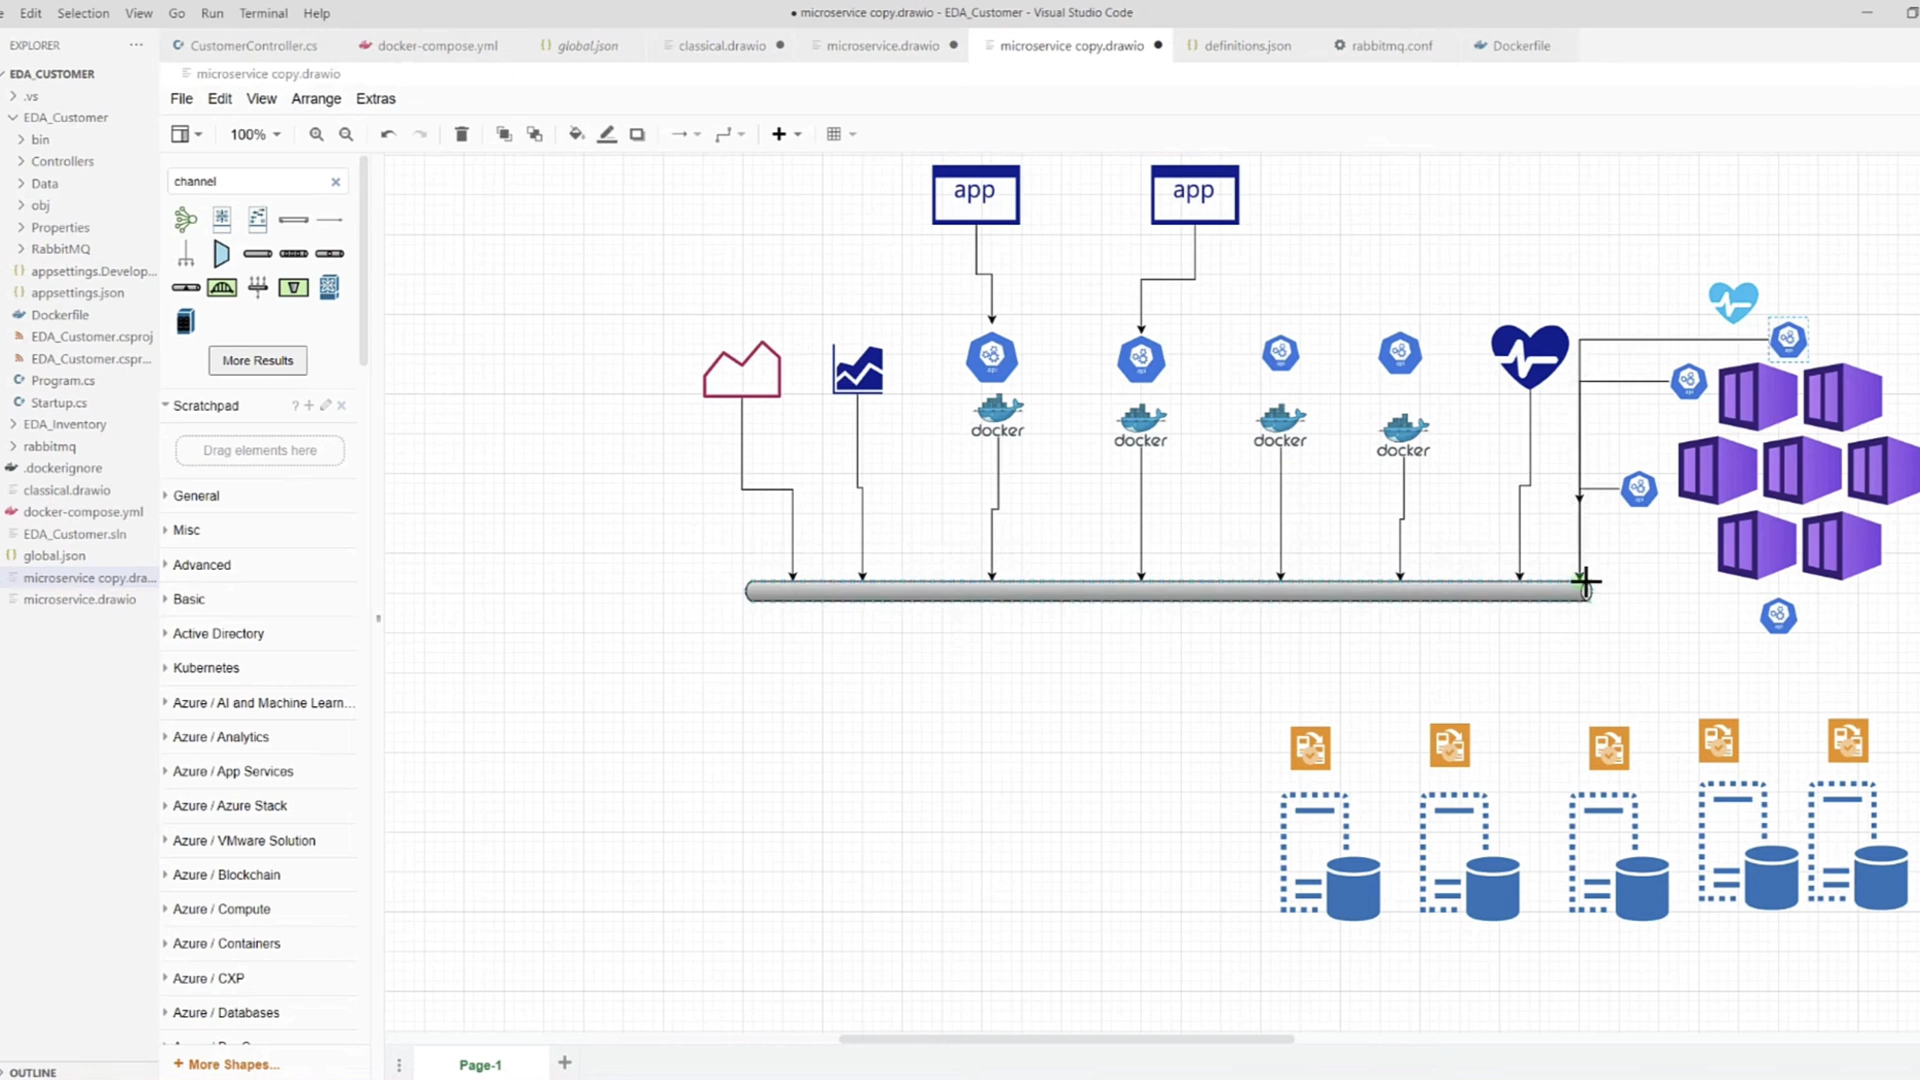 Edit Selection View Go Run Terminal Help
● microservice copy.drawio - EDA_Customer - Visual Studio Code
EXPLORER
CustomerController.cs
docker-compose.yml
global.json
classical.drawio
microservice.drawio
microservice copy.drawio
definitions.json
rabbitmq.conf
Dockerfile
microservice copy.drawio
EDA_CUSTOMER
.vs
EDA_Customer
bin
Controllers
Data
obj
Properties
RabbitMQ
appsettings.Develop...
appsettings.json
Dockerfile
EDA_Customer.csproj
EDA_Customer.cspr...
Program.cs
Startup.cs
EDA_Inventory
rabbitmq
.dockerignore
classical.drawio
docker-compose.yml
EDA_Customer.sln
global.json
microservice copy.dra...
microservice.drawio
OUTLINE
File Edit View Arrange Extras
100%
channel
More Results
Scratchpad
Drag elements here
General
Misc
Advanced
Basic
Active Directory
Kubernetes
Azure / AI and Machine Learn...
Azure / Analytics
Azure / App Services
Azure / Azure Stack
Azure / VMware Solution
Azure / Blockchain
Azure / Compute
Azure / Containers
Azure / CXP
Azure / Databases
+ More Shapes...
app
app
api
api
docker
docker
docker
docker
Page-1